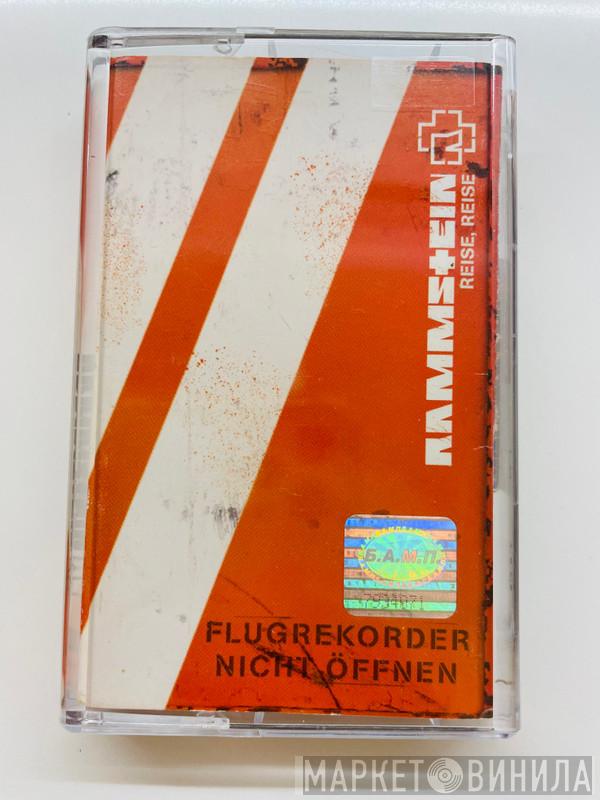 RAMMSTEIN
REISE, REISE
Б.А.М.П.
FLUGREKORDER
NICHT ÖFFNEN
МАРКЕТ ВИНИЛА